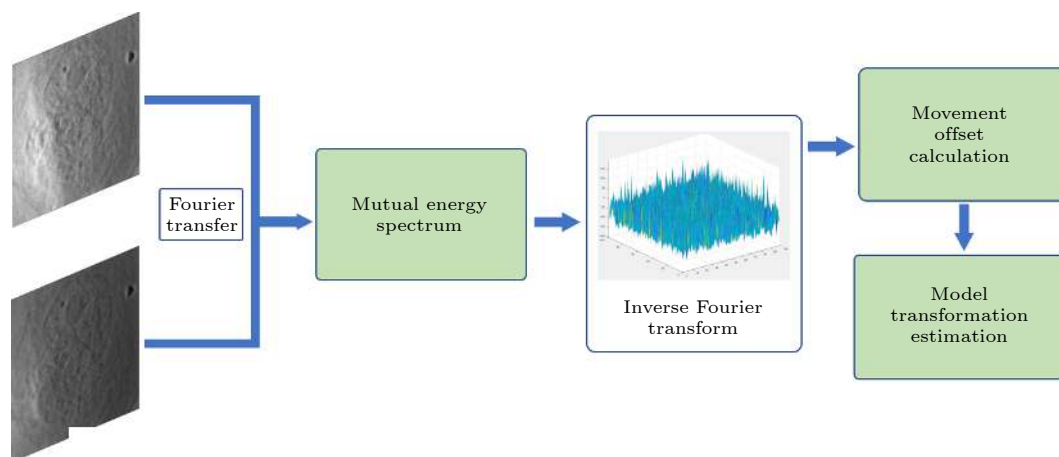 Fourier
transfer
Mutual energy
spectrum
Inverse Fourier
transform
Movement
offset
calculation
Model
transformation
estimation